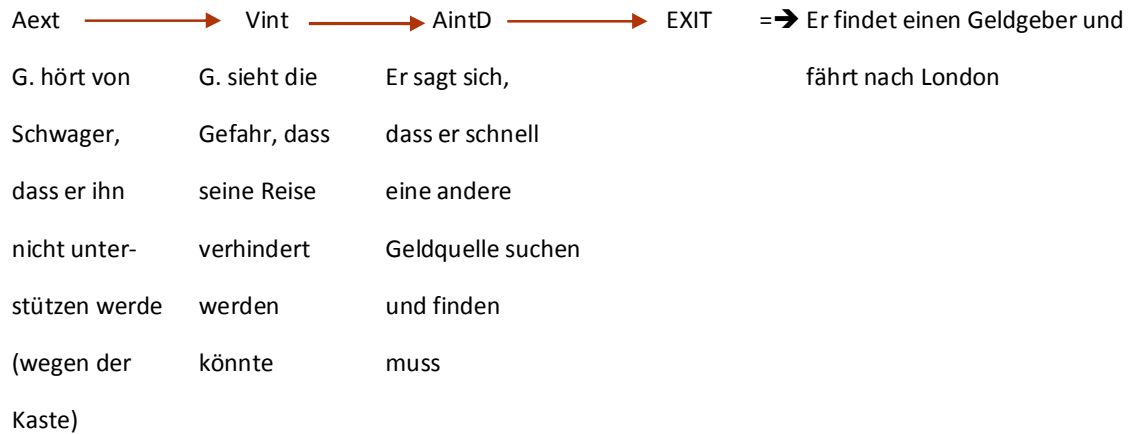 Aext Vint AintD EXIT =➔ Er findet einen Geldgeber und
G. hört von G. sieht die Er sagt sich, fährt nach London
Schwager, Gefahr, dass dass er schnell
dass er ihn seine Reise eine andere
nicht unter- verhindert Geldquelle suchen
stützen werde werden und finden
(wegen der könnte muss
Kaste)